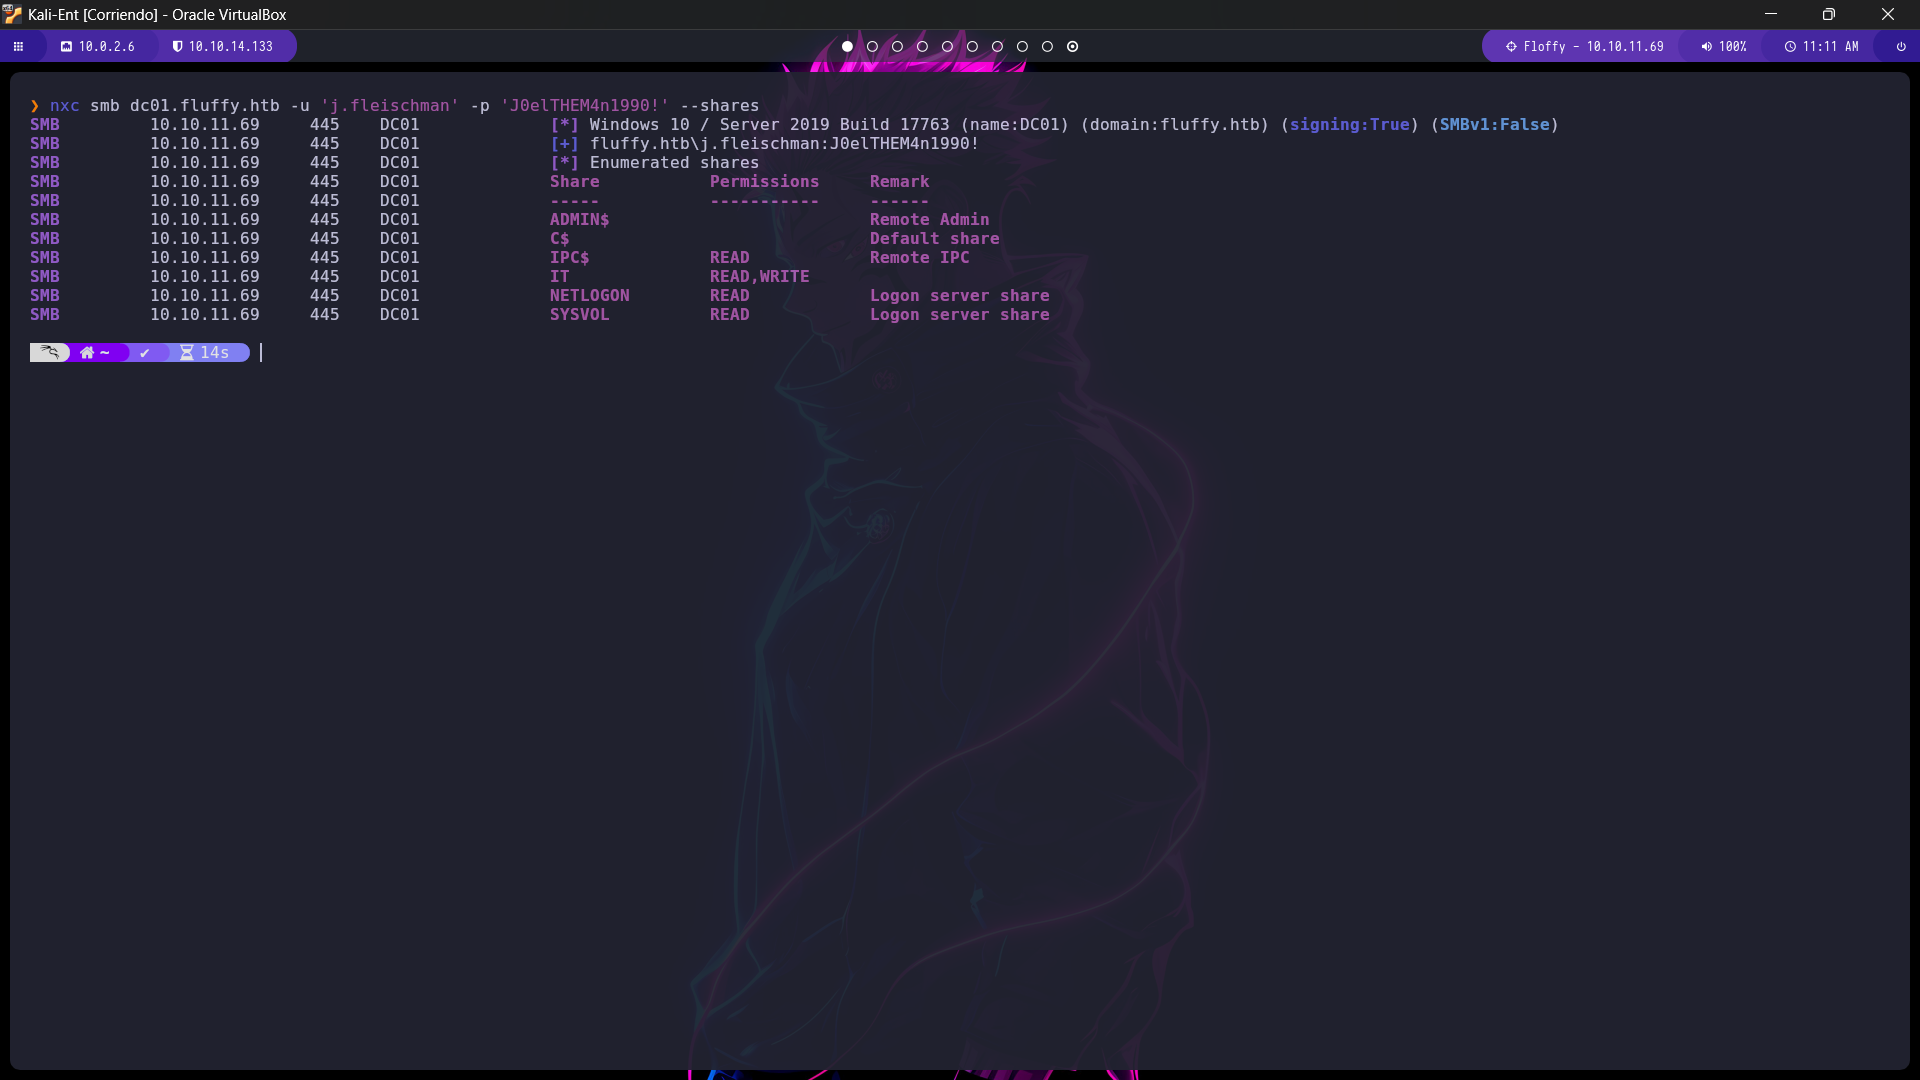 Kali-Ent [Corriendo] - Oracle VirtualBox
10.0.2.6 10.10.14.133 Floffy - 10.10.11.69 100% 11:11 AM
❯ nxc smb dc01.fluffy.htb -u 'j.fleischman' -p 'J0elTHEM4n1990!' --shares
SMB 10.10.11.69 445 DC01 [*] Windows 10 / Server 2019 Build 17763 (name:DC01) (domain:fluffy.htb) (signing:True) (SMBv1:False)
SMB 10.10.11.69 445 DC01 [+] fluffy.htb\j.fleischman:J0elTHEM4n1990!
SMB 10.10.11.69 445 DC01 [*] Enumerated shares
SMB 10.10.11.69 445 DC01 Share Permissions Remark
SMB 10.10.11.69 445 DC01 ----- ----------- ------
SMB 10.10.11.69 445 DC01 ADMIN$ Remote Admin
SMB 10.10.11.69 445 DC01 C$ Default share
SMB 10.10.11.69 445 DC01 IPC$ READ Remote IPC
SMB 10.10.11.69 445 DC01 IT READ,WRITE
SMB 10.10.11.69 445 DC01 NETLOGON READ Logon server share
SMB 10.10.11.69 445 DC01 SYSVOL READ Logon server share
~ ✔ 14s